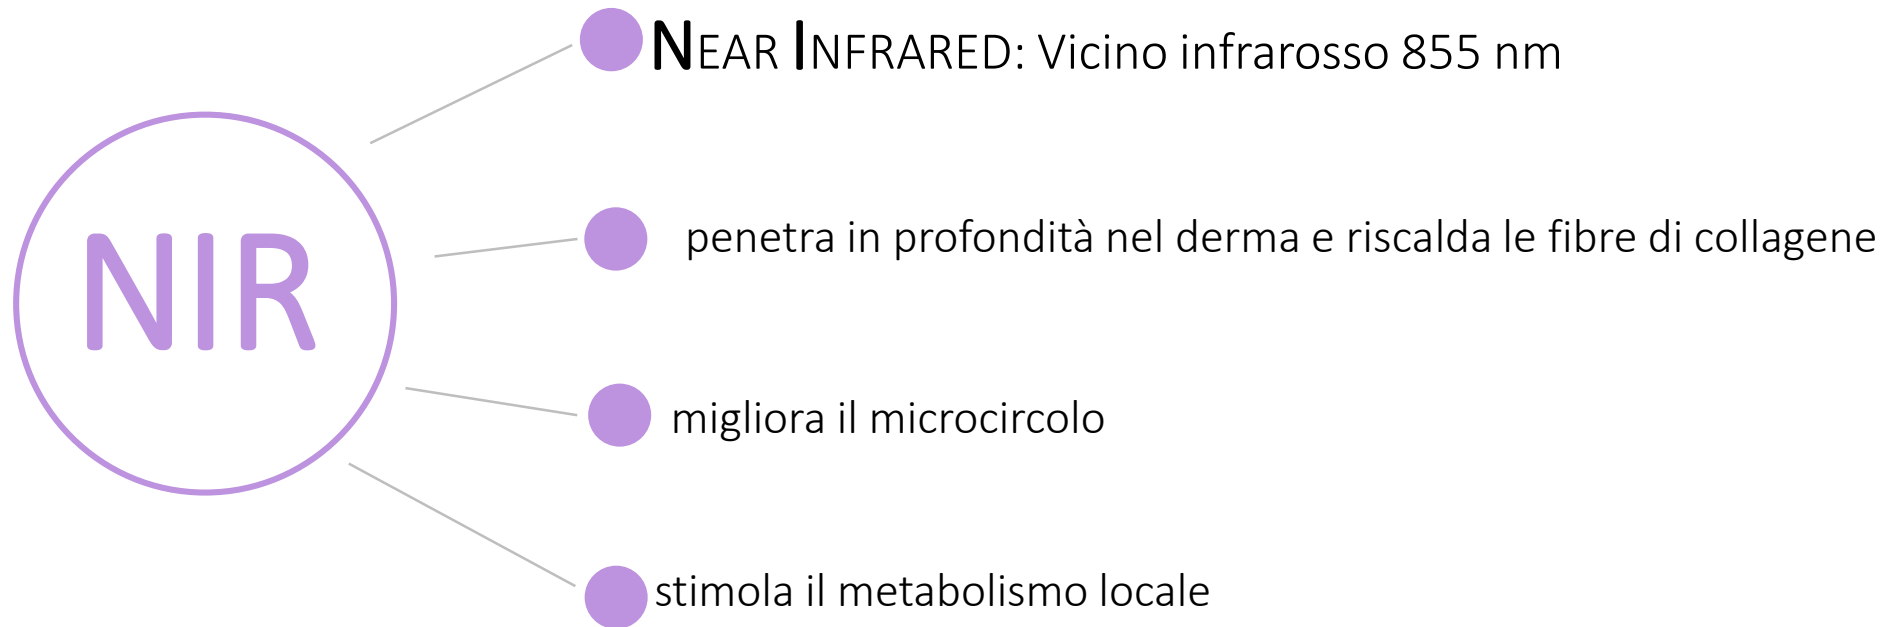 NIR
NEAR INFRARED: Vicino infrarosso 855 nm
penetra in profondità nel derma e riscalda le fibre di collagene
migliora il microcircolo
stimola il metabolismo locale